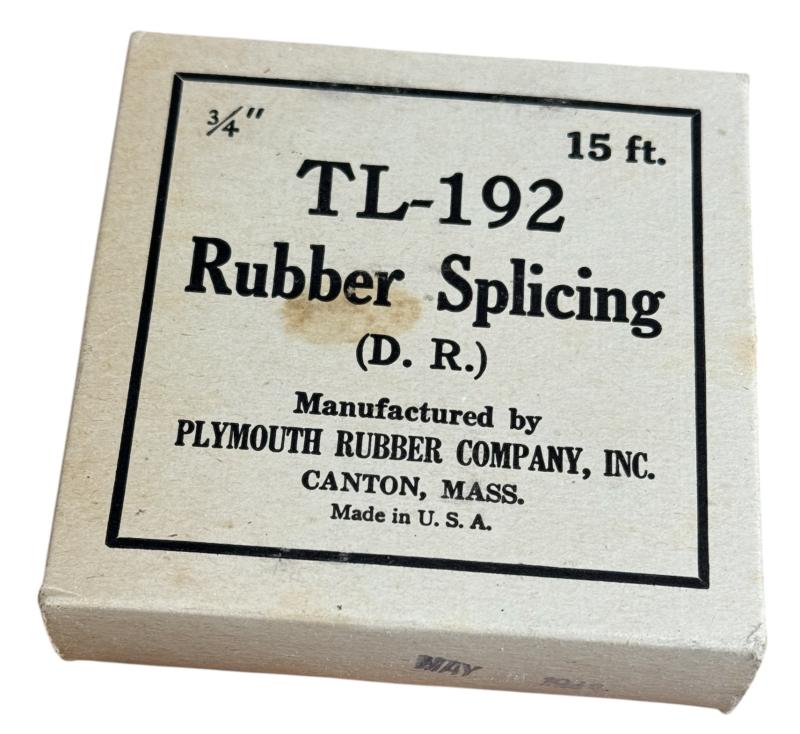 3/4"
15 ft.
TL-192
Rubber Splicing
(D. R.)
Manufactured by
PLYMOUTH RUBBER COMPANY, INC.
CANTON, MASS.
Made in U. S. A.
MAY